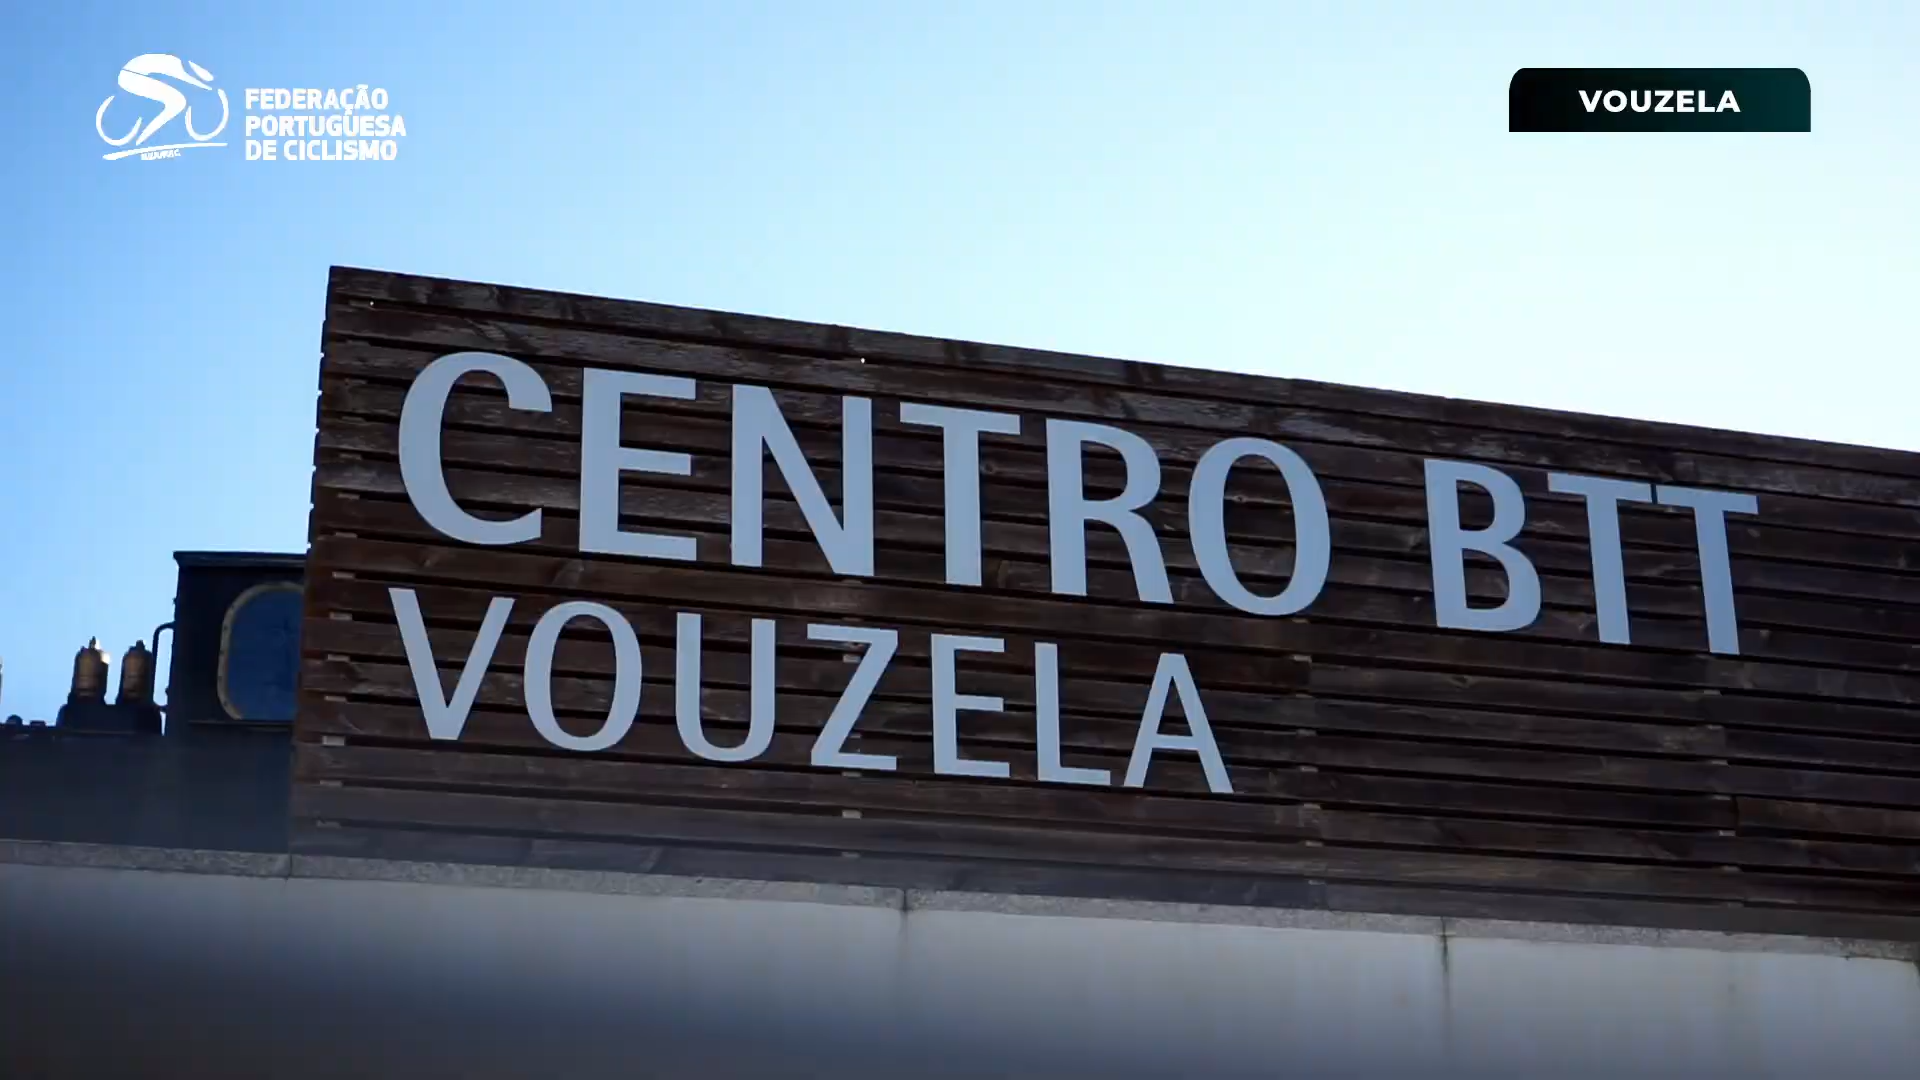 FEDERAÇÃO
PORTUGUESA
DE CICLISMO
VOUZELA
CENTRO BTT
VOUZELA